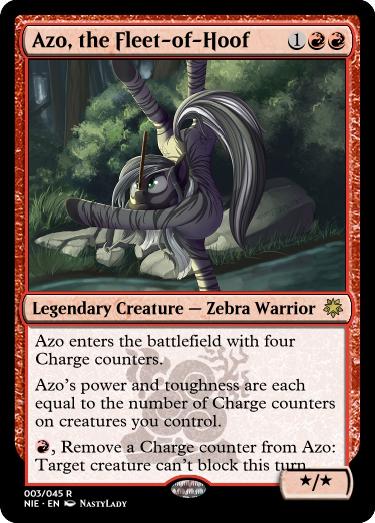 Azo, the Fleet-of-Hoof 1
Legendary Creature — Zebra Warrior
Azo enters the battlefield with four
Charge counters.
Azo's power and toughness are each
equal to the number of Charge counters
on creatures you control.
, Remove a Charge counter from Azo:
Target creature can't block this turn.
★/★
003/045 R
NIE • EN NastyLady